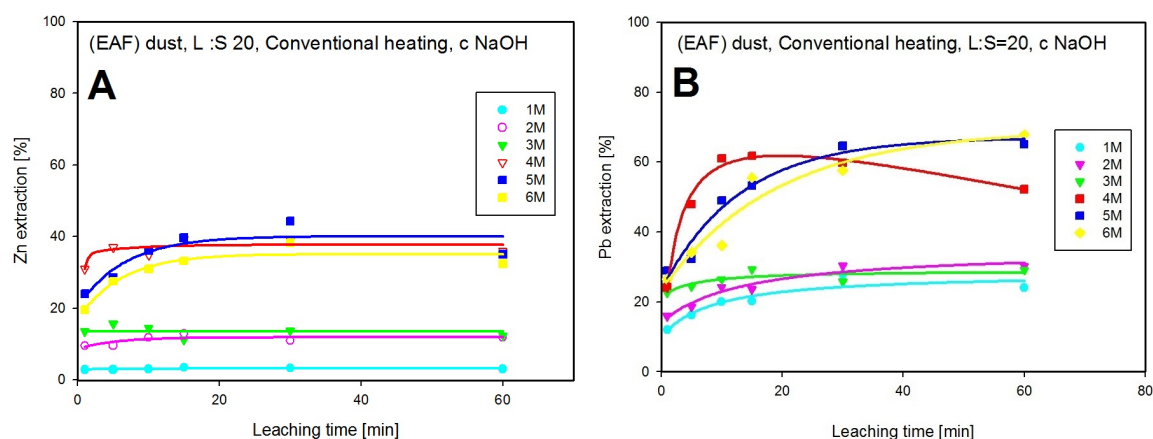 (EAF) dust, L :S 20, Conventional heating, c NaOH
A
Zn extraction [%]
100
80
60
40
20
0
1M
2M
3M
4M
5M
6M
0
20
40
60
Leaching time [min]
(EAF) dust, Conventional heating, L:S=20, c NaOH
B
Pb extraction [%]
100
80
60
40
20
0
1M
2M
3M
4M
5M
6M
0
20
40
60
80
Leaching time [min]